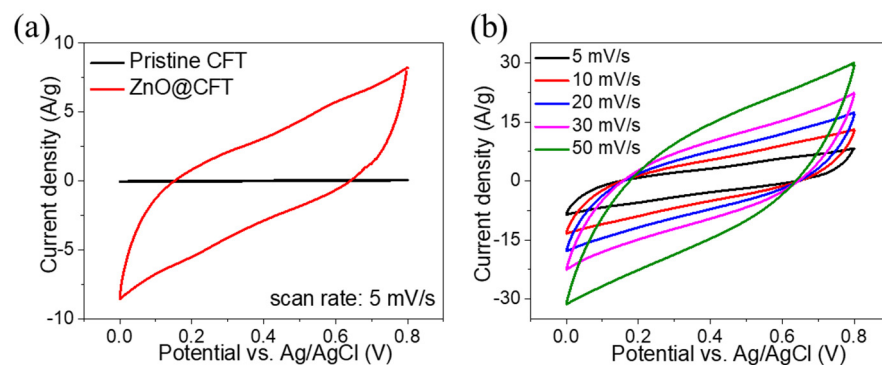 (a)
10
5
0
-5
-10
Current density (A/g)
Pristine CFT
ZnO@CFT
scan rate: 5 mV/s
0.0 0.2 0.4 0.6 0.8
Potential vs. Ag/AgCl (V)
(b)
30
15
0
-15
-30
Current density (A/g)
5 mV/s
10 mV/s
20 mV/s
30 mV/s
50 mV/s
0.0 0.2 0.4 0.6 0.8
Potential vs. Ag/AgCl (V)